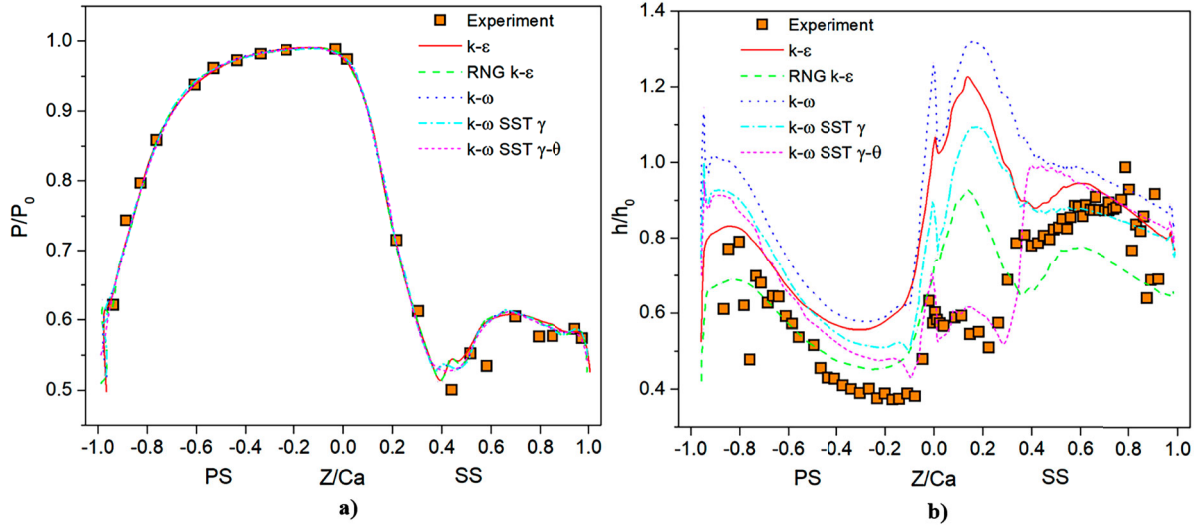 a)
Experiment
k-ε
RNG k-ε
k-ω
k-ω SST γ
k-ω SST γ-θ
1.0
0.9
0.8
0.7
0.6
0.5
P/P0
-1.0 -0.8 -0.6 -0.4 -0.2 0.0 0.2 0.4 0.6 0.8 1.0
PS Z/Ca SS
a)
b)
Experiment
k-ε
RNG k-ε
k-ω
k-ω SST γ
k-ω SST γ-θ
1.4
1.2
1.0
0.8
0.6
0.4
h/h0
-1.0 -0.8 -0.6 -0.4 -0.2 0.0 0.2 0.4 0.6 0.8 1.0
PS Z/Ca SS
b)